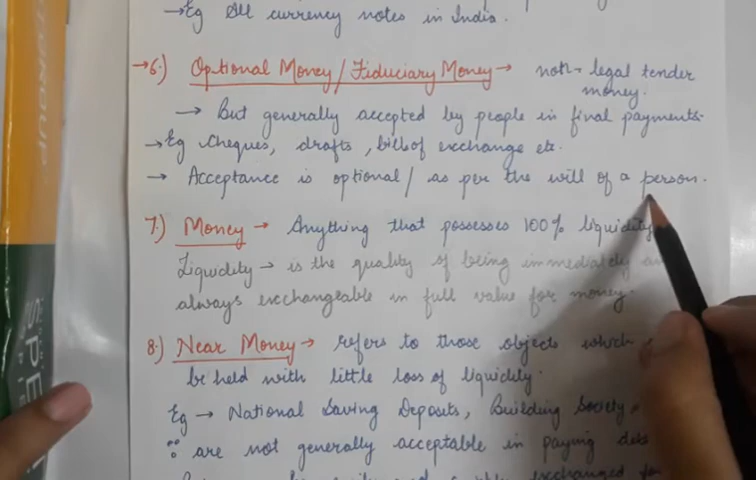 →Eg All currency notes in India.
→6.) Optional Money/Fiduciary Money→ non-legal tender
money.
→ But generally accepted by people in final payments
→Eg Cheques, drafts, bill of exchange etc.
→ Acceptance is optional/ as per the will of a person.
7.) Money → Anything that possesses 100% liquidity
Liquidity → is the quality of being immediately
always exchangeable in full value for money.
8.) Near Money→ refers to those objects which
be held with little loss of liquidity.
Eg → National Saving Deposits, Building Society,
∵ are not generally acceptable in paying